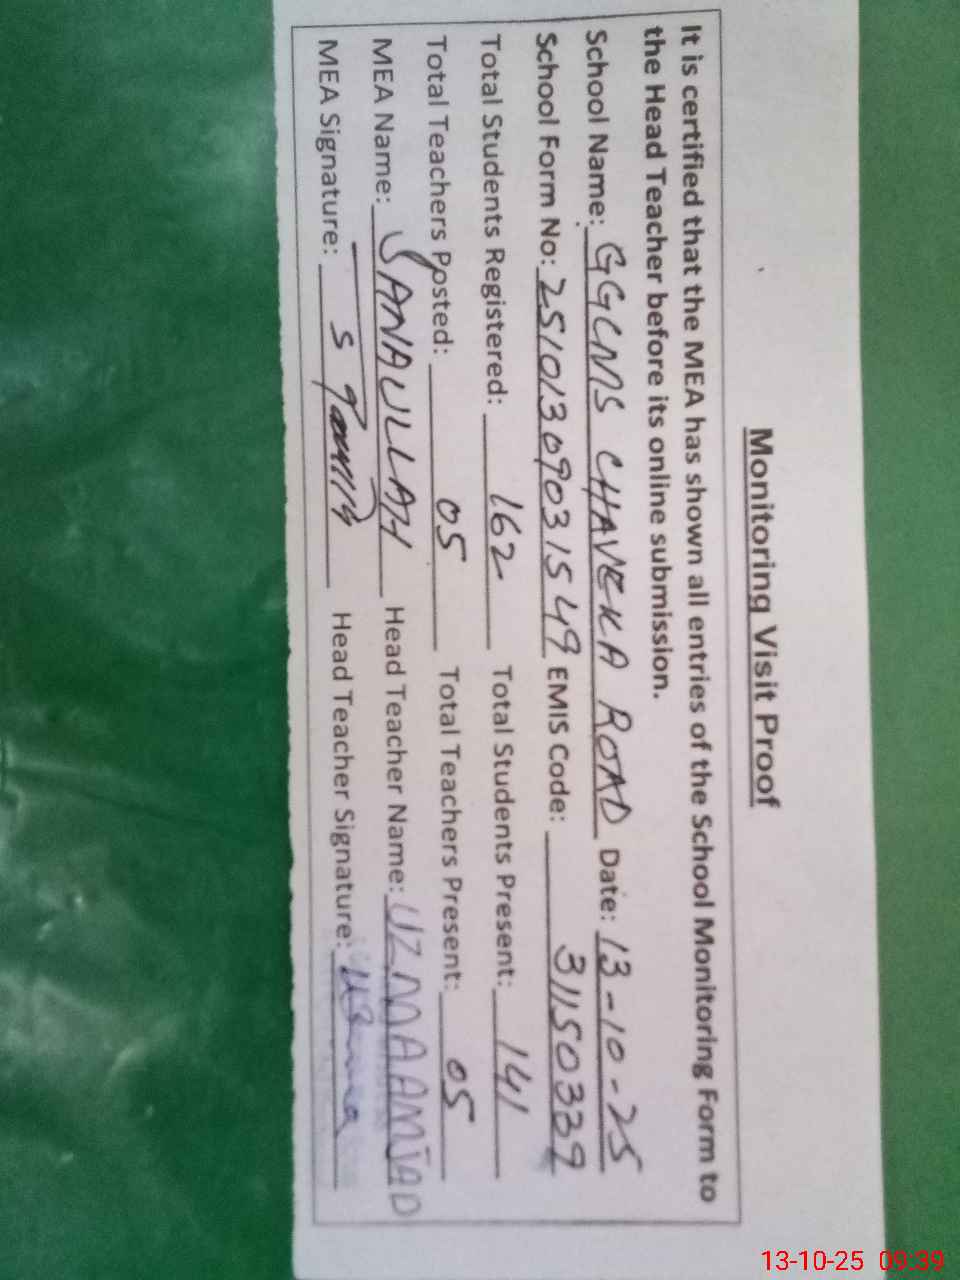 Monitoring Visit Proof
It is certified that the MEA has shown all entries of the School Monitoring Form to
the Head Teacher before its online submission.
School Name: GGCMS CHAVEKA ROAD Date: 13-10-25
School Form No: 25101309031549 EMIS Code: 31150339
Total Students Registered: 162 Total Students Present: 141
Total Teachers Posted: 05 Total Teachers Present: 05
MEA Name: SANAULLAH Head Teacher Name: UZMA AMJAD
MEA Signature: Head Teacher Signature:
13-10-25 09:39